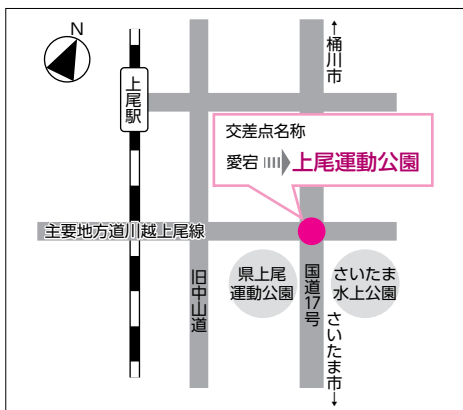 N
↑桶川市
上尾駅
交差点名称
愛宕 上尾運動公園
主要地方道川越上尾線
旧中山道
県上尾
運動公園
国道17号
さいたま
水上公園
さいたま市↓